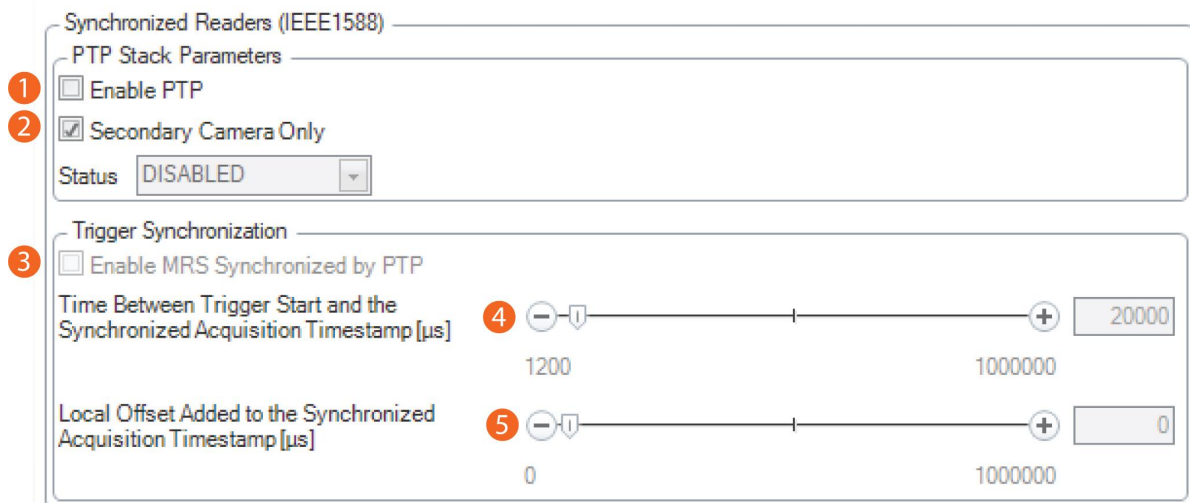 Synchronized Readers (IEEE1588)
PTP Stack Parameters
1 Enable PTP
2 Secondary Camera Only
Status DISABLED
Trigger Synchronization
3 Enable MRS Synchronized by PTP
Time Between Trigger Start and the
Synchronized Acquisition Timestamp [µs] 4 20000
1200 1000000
Local Offset Added to the Synchronized
Acquisition Timestamp [µs] 5 0
0 1000000